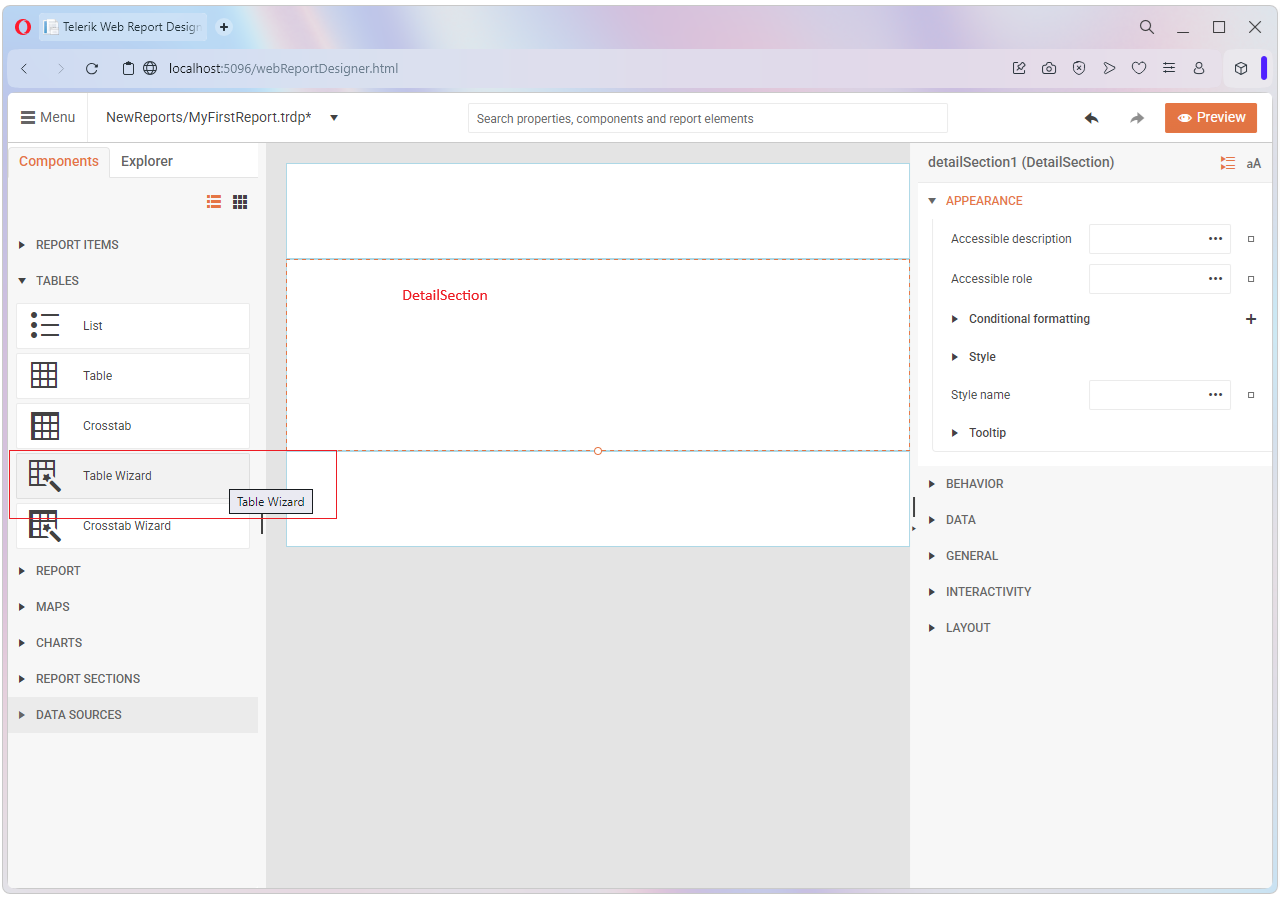 Telerik Web Report Design
localhost:5096/webReportDesigner.html
Menu
NewReports/MyFirstReport.trdp*
Search properties, components and report elements
Preview
Components
Explorer
REPORT ITEMS
TABLES
List
Table
Crosstab
Table Wizard
Table Wizard
Crosstab Wizard
REPORT
MAPS
CHARTS
REPORT SECTIONS
DATA SOURCES
DetailSection
detailSection1 (DetailSection)
aA
APPEARANCE
Accessible description
Accessible role
Conditional formatting
Style
Style name
Tooltip
BEHAVIOR
DATA
GENERAL
INTERACTIVITY
LAYOUT